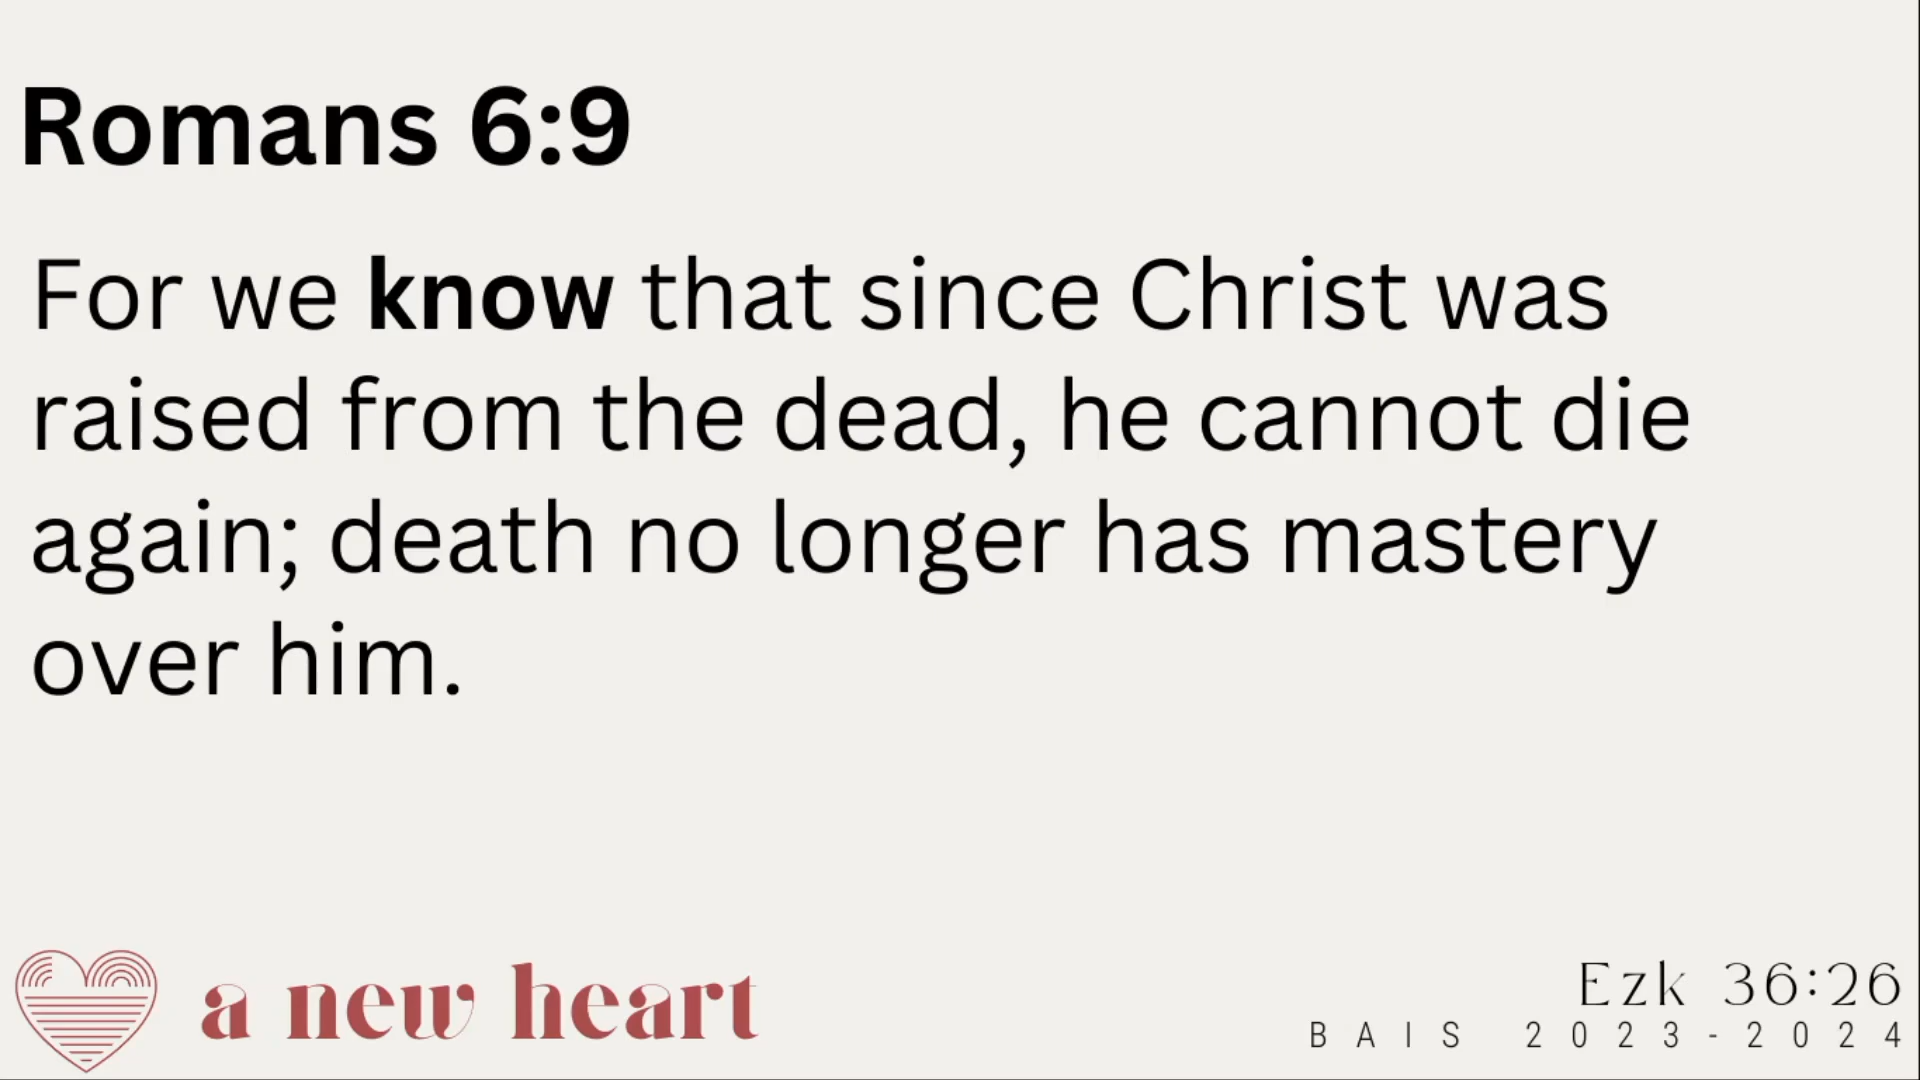 Romans 6:9
For we know that since Christ was
raised from the dead, he cannot die
again; death no longer has mastery
over him.
a new heart
Ezk 36:26
BAIS 2023-2024